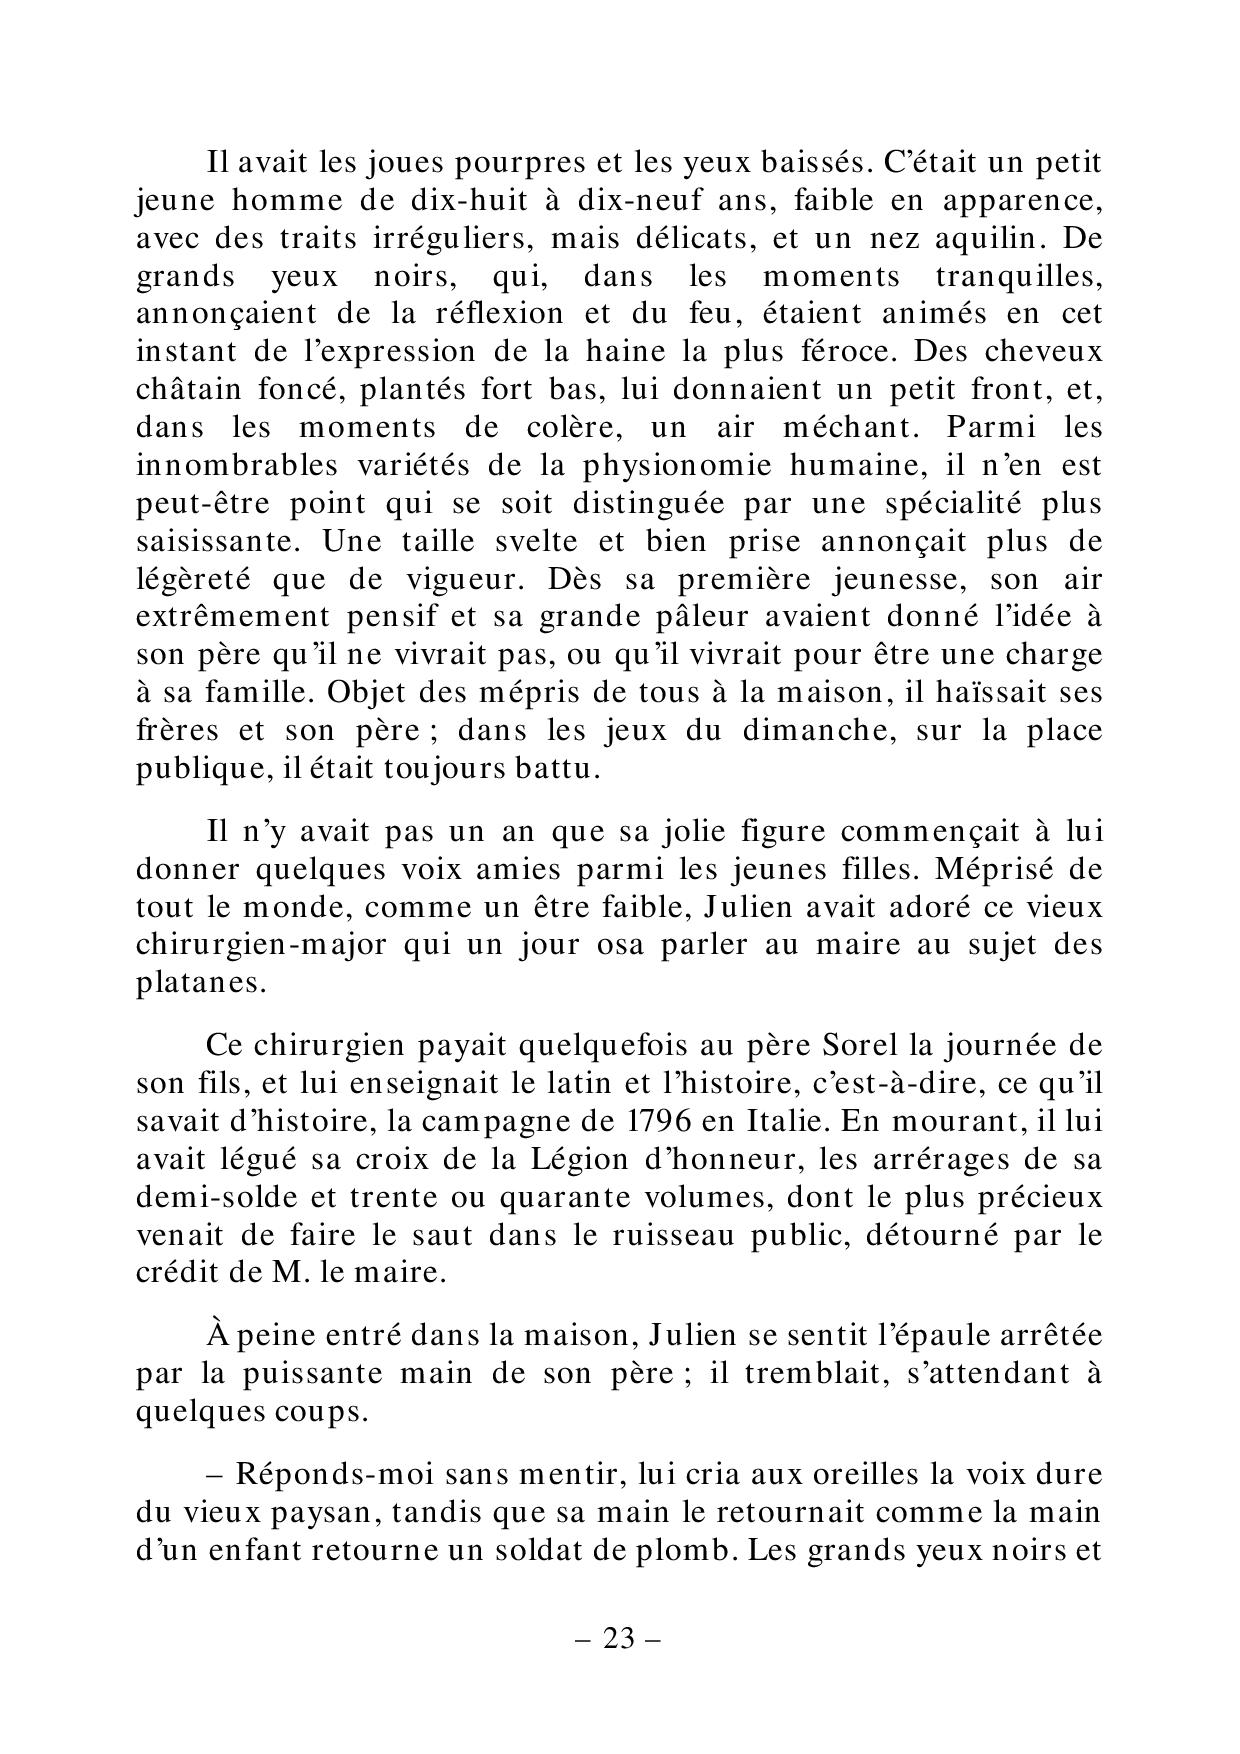 Il avait les joues pourpres et les yeux baissés. C’était un petit
jeune homme de dix-huit à dix-neuf ans, faible en apparence,
avec des traits irréguliers, mais délicats, et un nez aquilin. De
grands yeux noirs, qui, dans les moments tranquilles,
annonçaient de la réflexion et du feu, étaient animés en cet
instant de l’expression de la haine la plus féroce. Des cheveux
châtain foncé, plantés fort bas, lui donnaient un petit front, et,
dans les moments de colère, un air méchant. Parmi les
innombrables variétés de la physionomie humaine, il n’en est
peut-être point qui se soit distinguée par une spécialité plus
saisissante. Une taille svelte et bien prise annonçait plus de
légèreté que de vigueur. Dès sa première jeunesse, son air
extrêmement pensif et sa grande pâleur avaient donné l’idée à
son père qu’il ne vivrait pas, ou qu’il vivrait pour être une charge
à sa famille. Objet des mépris de tous à la maison, il haïssait ses
frères et son père ; dans les jeux du dimanche, sur la place
publique, il était toujours battu.
Il n’y avait pas un an que sa jolie figure commençait à lui
donner quelques voix amies parmi les jeunes filles. Méprisé de
tout le monde, comme un être faible, Julien avait adoré ce vieux
chirurgien-major qui un jour osa parler au maire au sujet des
platanes.
Ce chirurgien payait quelquefois au père Sorel la journée de
son fils, et lui enseignait le latin et l’histoire, c’est-à-dire, ce qu’il
savait d’histoire, la campagne de 1796 en Italie. En mourant, il lui
avait légué sa croix de la Légion d’honneur, les arrérages de sa
demi-solde et trente ou quarante volumes, dont le plus précieux
venait de faire le saut dans le ruisseau public, détourné par le
crédit de M. le maire.
À peine entré dans la maison, Julien se sentit l’épaule arrêtée
par la puissante main de son père ; il tremblait, s’attendant à
quelques coups.
– Réponds-moi sans mentir, lui cria aux oreilles la voix dure
du vieux paysan, tandis que sa main le retournait comme la main
d’un enfant retourne un soldat de plomb. Les grands yeux noirs et
– 23 –